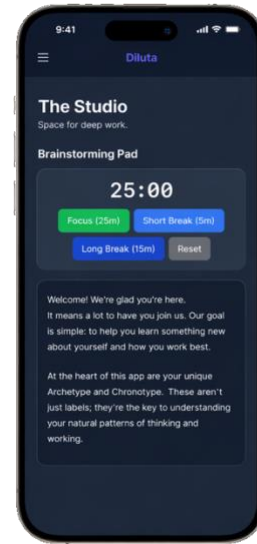 9:41
Diluta
The Studio
Space for deep work.
Brainstorming Pad
25:00
Focus (25m) Short Break (5m)
Long Break (15m) Reset
Welcome! We're glad you're here.
It means a lot to have you join us. Our goal
is simple: to help you learn something new
about yourself and how you work best.
At the heart of this app are your unique
Archetype and Chronotype. These aren't
just labels; they're the key to understanding
your natural patterns of thinking and
working.